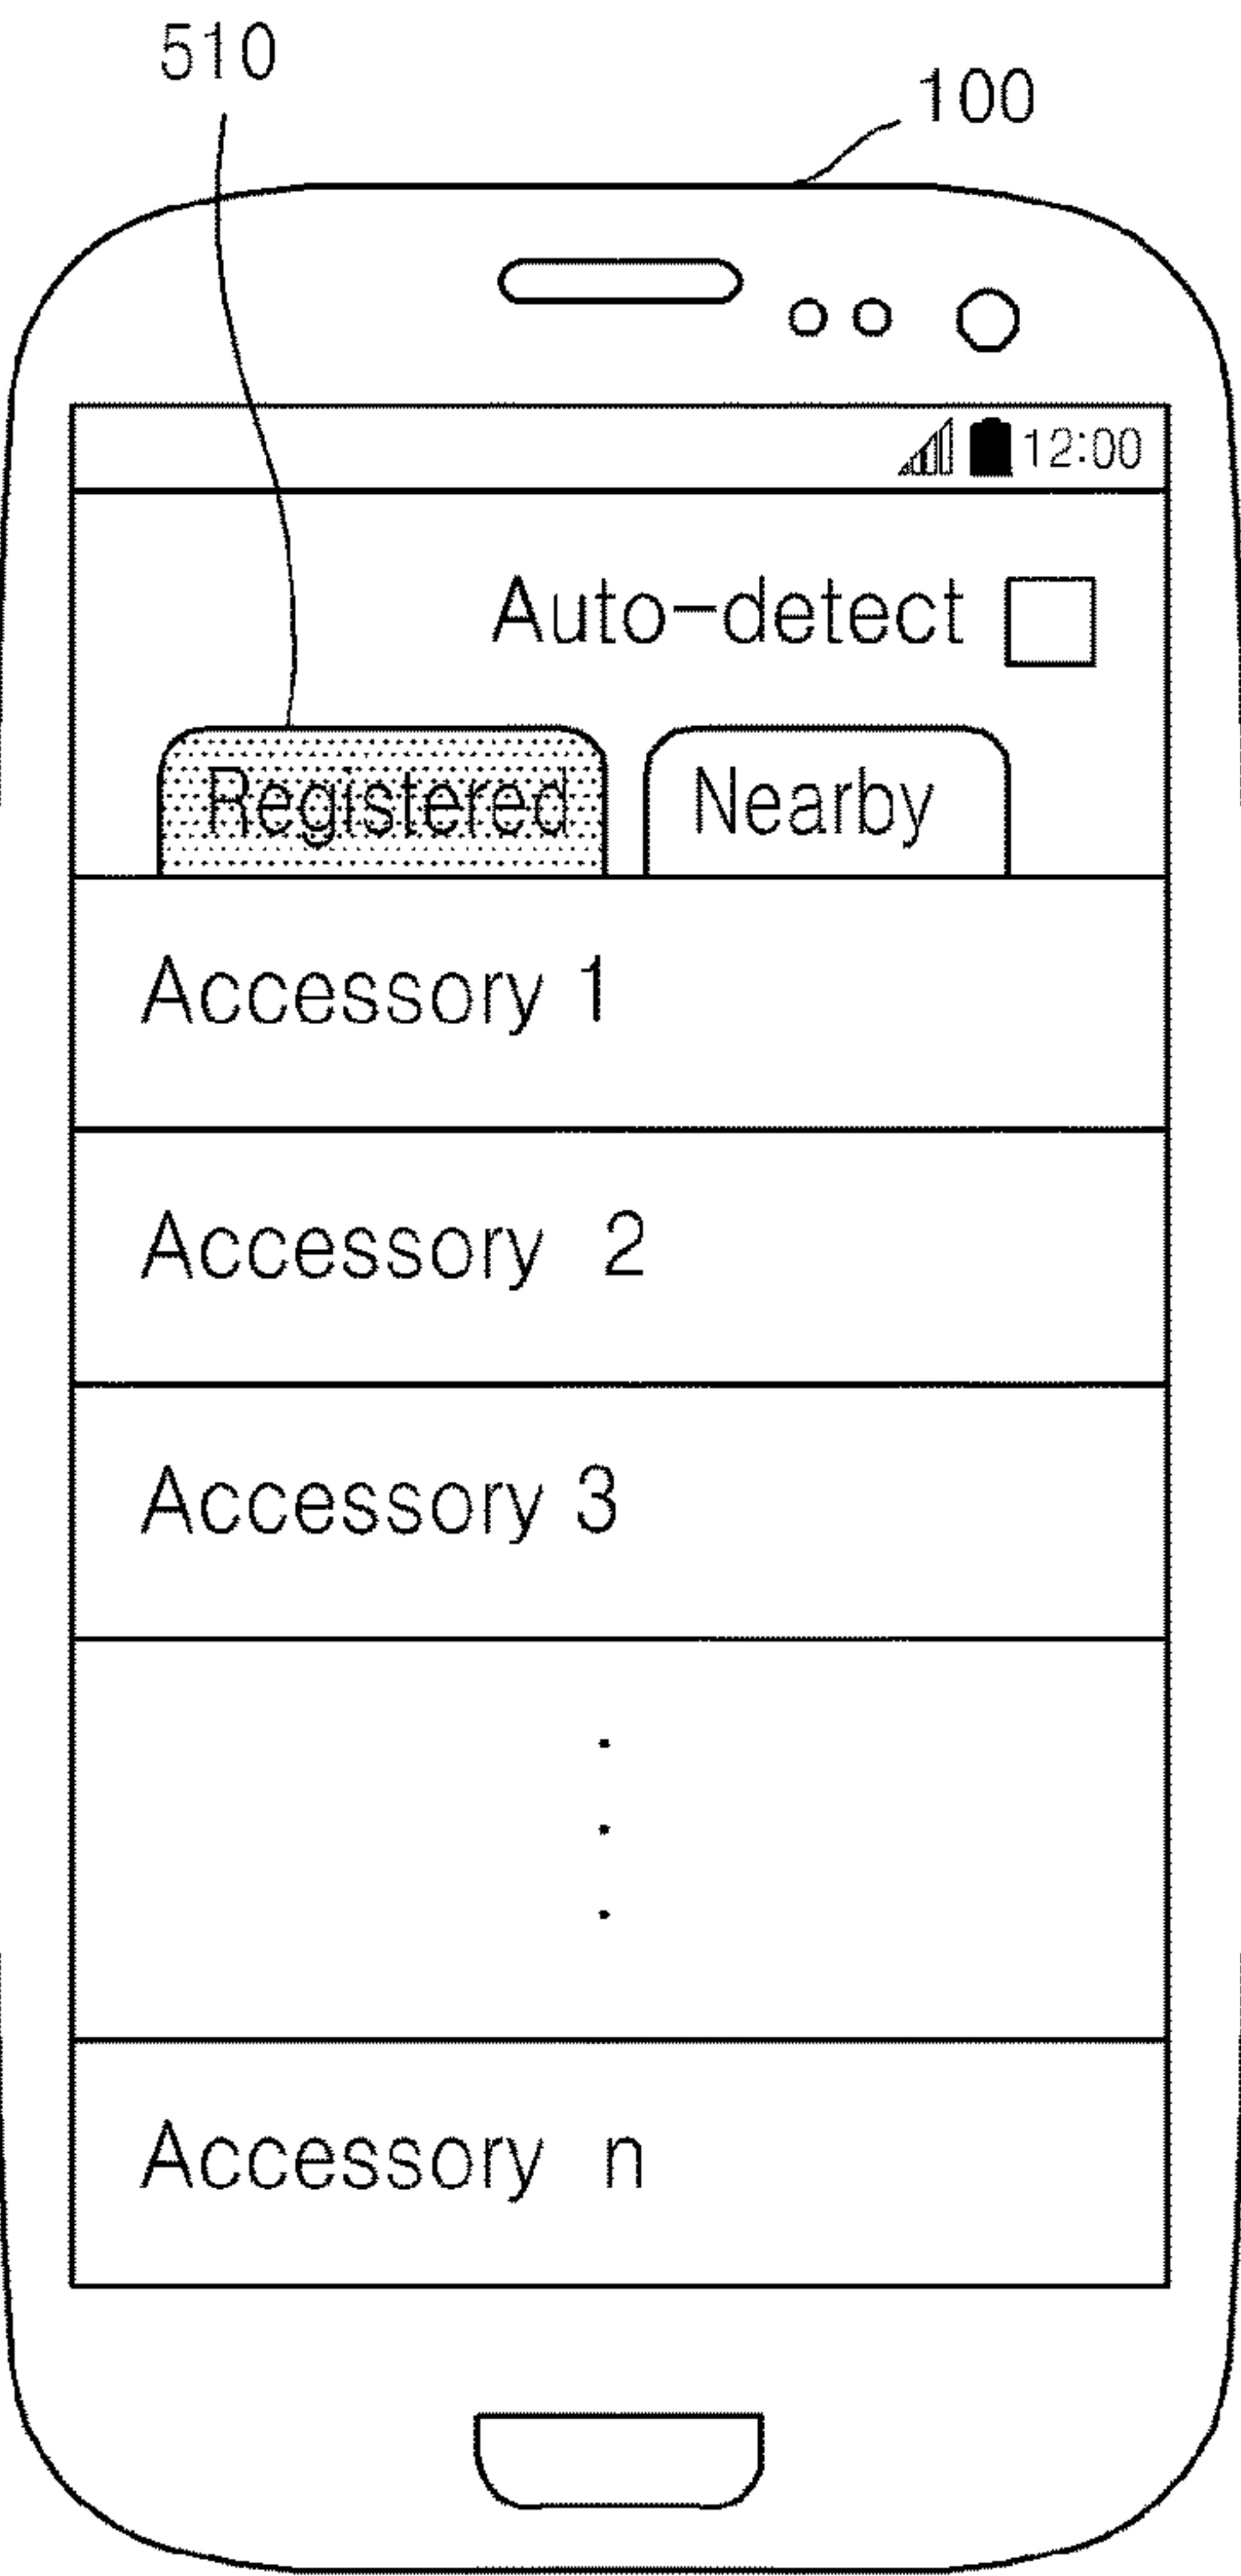 510
100
12:00
Auto-detect
Registered Nearby
Accessory 1
Accessory 2
Accessory 3
Accessory n